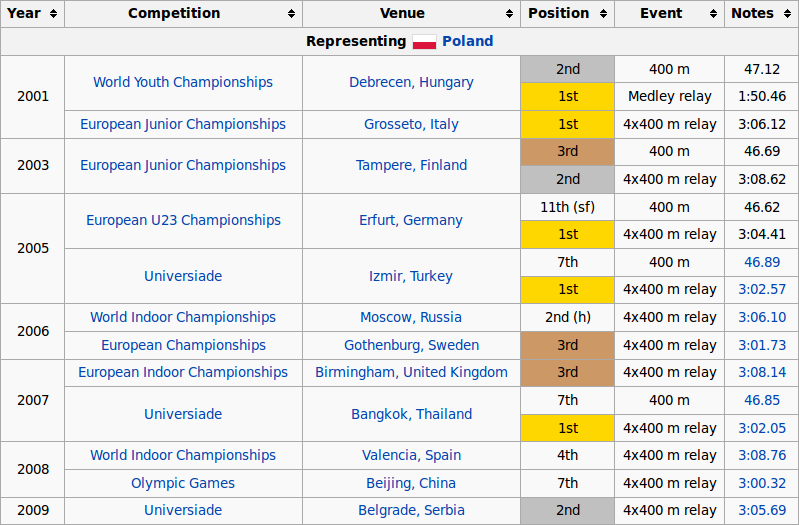 Year Competition Venue Position Event Notes
Representing Poland
2001 World Youth Championships Debrecen, Hungary 2nd 400 m 47.12
1st Medley relay 1:50.46
European Junior Championships Grosseto, Italy 1st 4x400 m relay 3:06.12
2003 European Junior Championships Tampere, Finland 3rd 400 m 46.69
2nd 4x400 m relay 3:08.62
2005 European U23 Championships Erfurt, Germany 11th (sf) 400 m 46.62
1st 4x400 m relay 3:04.41
Universiade Izmir, Turkey 7th 400 m 46.89
1st 4x400 m relay 3:02.57
2006 World Indoor Championships Moscow, Russia 2nd (h) 4x400 m relay 3:06.10
European Championships Gothenburg, Sweden 3rd 4x400 m relay 3:01.73
2007 European Indoor Championships Birmingham, United Kingdom 3rd 4x400 m relay 3:08.14
Universiade Bangkok, Thailand 7th 400 m 46.85
1st 4x400 m relay 3:02.05
2008 World Indoor Championships Valencia, Spain 4th 4x400 m relay 3:08.76
Olympic Games Beijing, China 7th 4x400 m relay 3:00.32
2009 Universiade Belgrade, Serbia 2nd 4x400 m relay 3:05.69